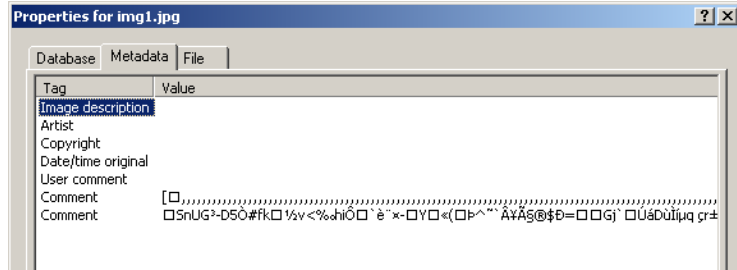 Properties for img1.jpg
Database Metadata File
Tag Value
Image description
Artist
Copyright
Date/time original
User comment
Comment
Comment